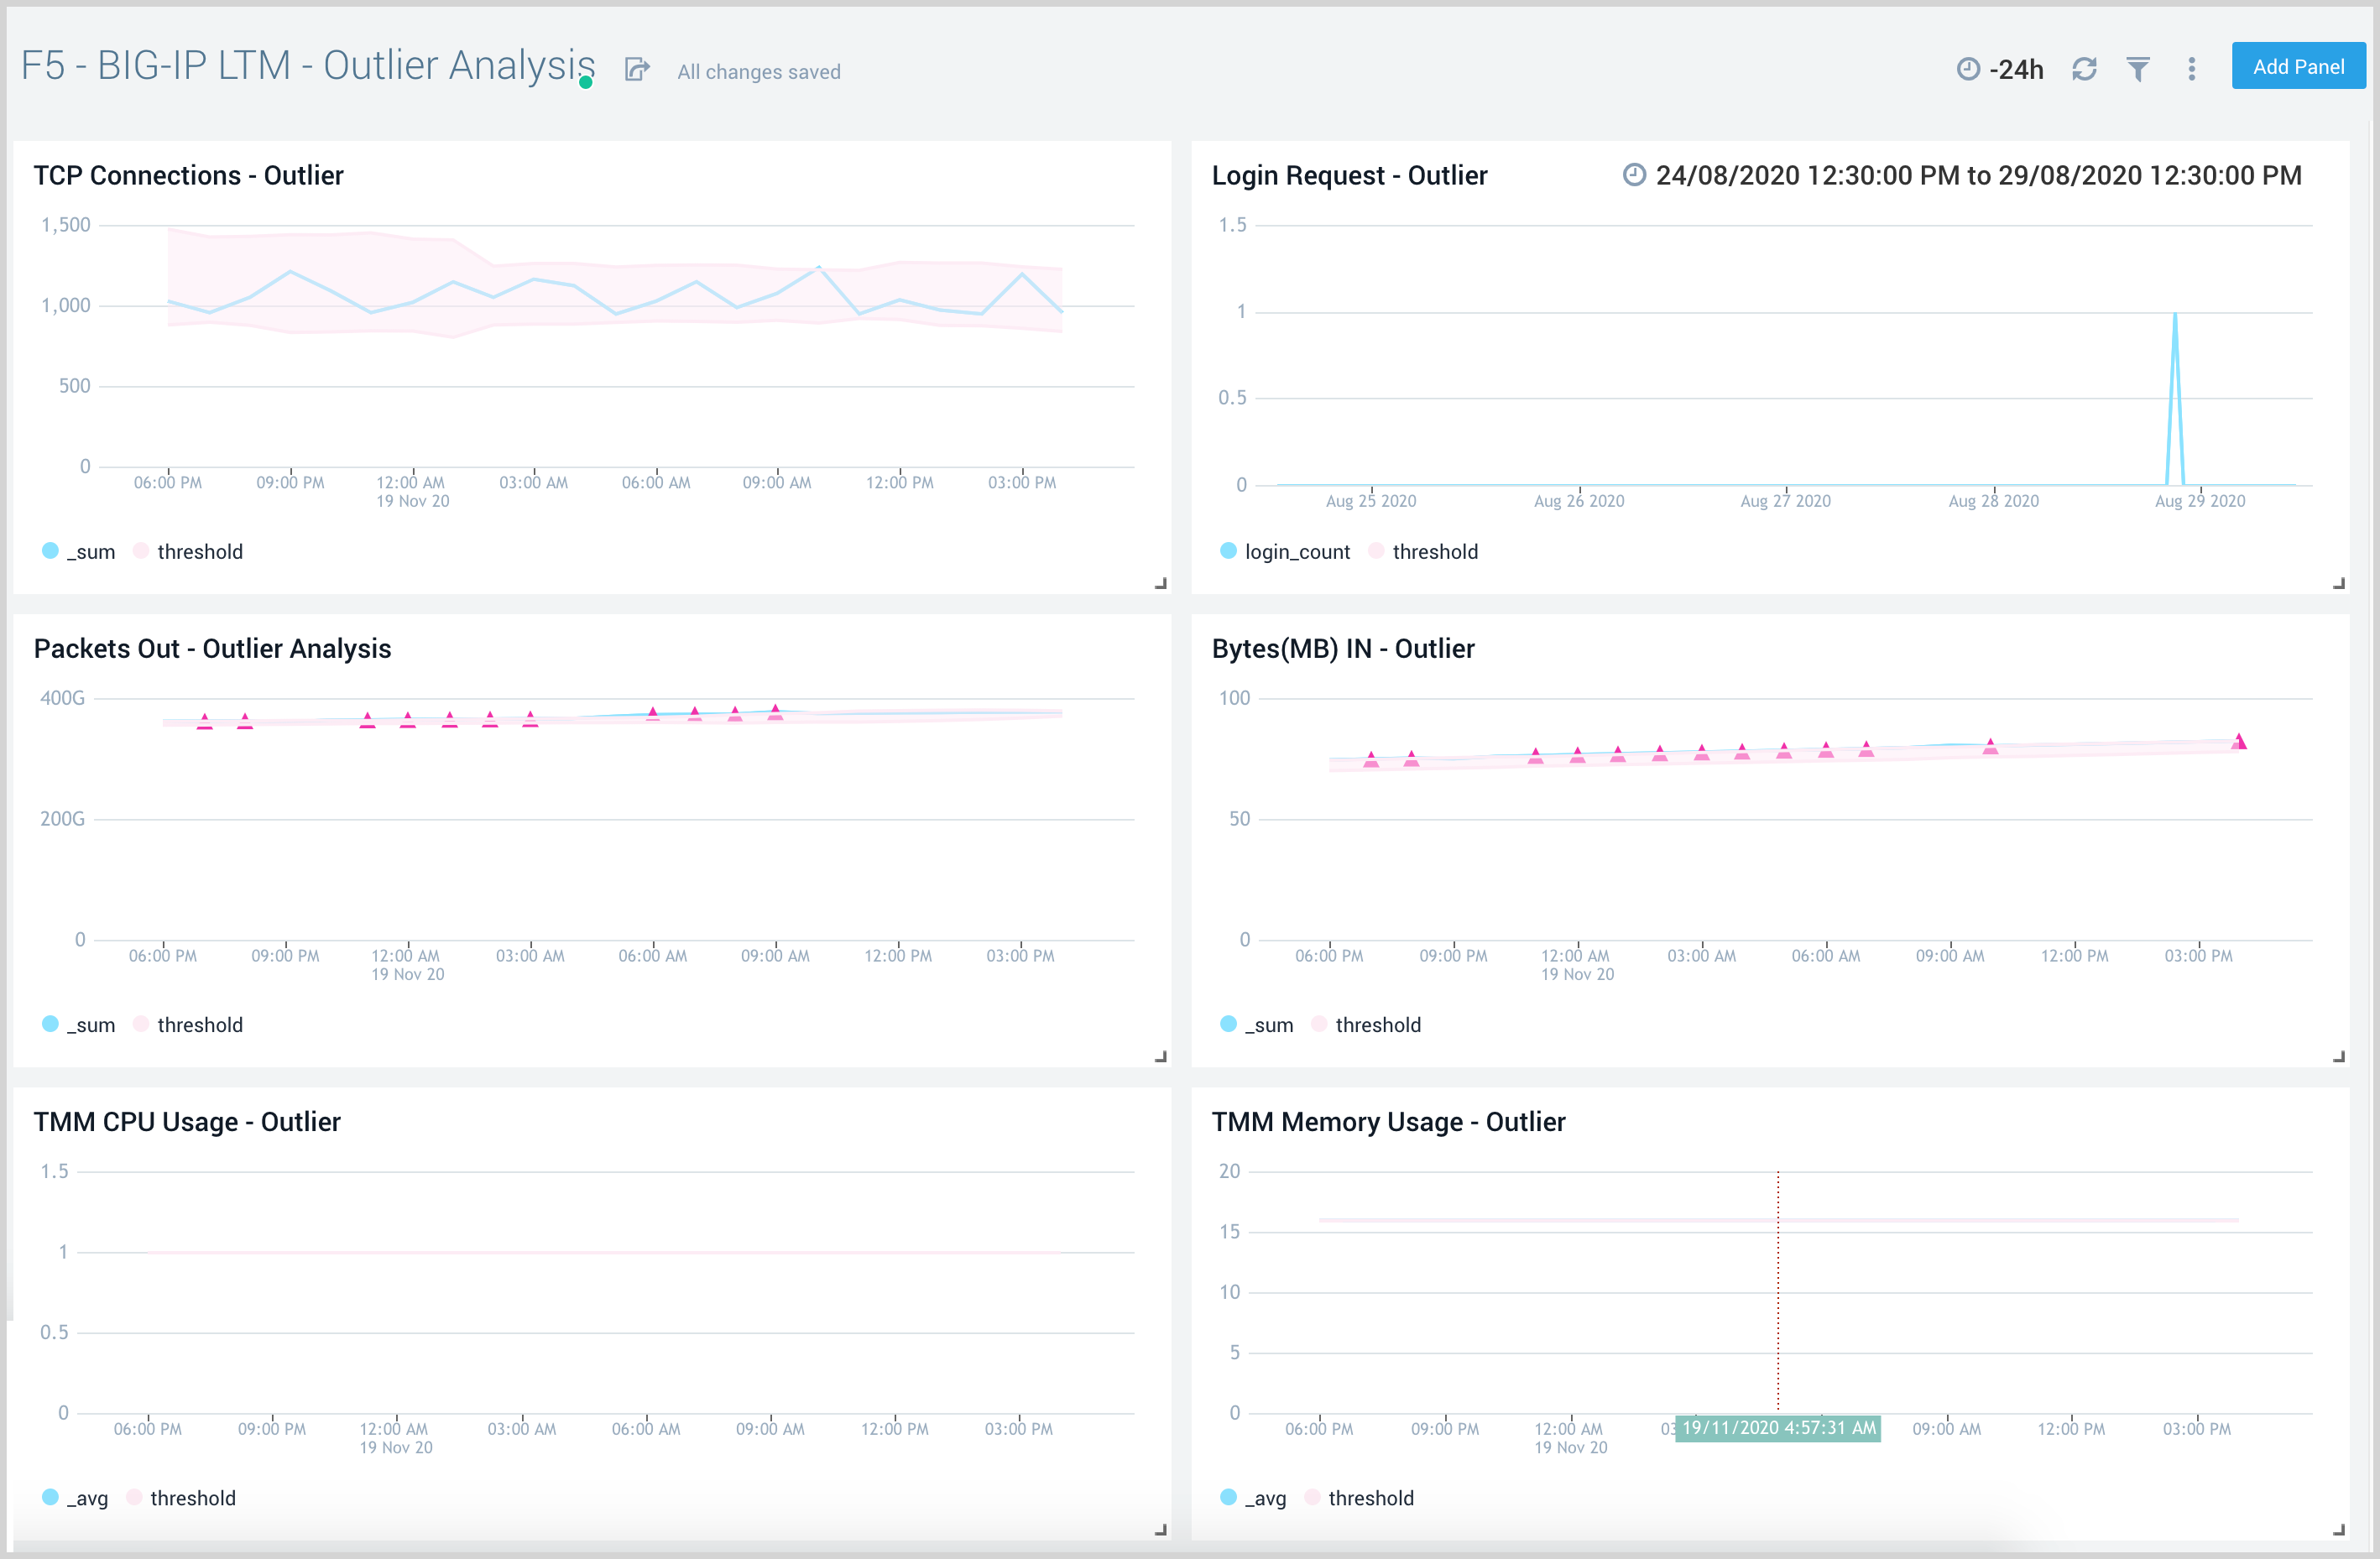 F5 - BIG-IP LTM - Outlier Analysis
All changes saved
-24h
Add Panel
TCP Connections - Outlier
1,500
1,000
500
0
06:00 PM 09:00 PM 12:00 AM 03:00 AM 06:00 AM 09:00 AM 12:00 PM 03:00 PM
19 Nov 20
_sum threshold
Login Request - Outlier
24/08/2020 12:30:00 PM to 29/08/2020 12:30:00 PM
1.5
1
0.5
0
Aug 25 2020 Aug 26 2020 Aug 27 2020 Aug 28 2020 Aug 29 2020
login_count threshold
Packets Out - Outlier Analysis
400G
200G
0
06:00 PM 09:00 PM 12:00 AM 03:00 AM 06:00 AM 09:00 AM 12:00 PM 03:00 PM
19 Nov 20
_sum threshold
Bytes(MB) IN - Outlier
100
50
0
06:00 PM 09:00 PM 12:00 AM 03:00 AM 06:00 AM 09:00 AM 12:00 PM 03:00 PM
19 Nov 20
_sum threshold
TMM CPU Usage - Outlier
1.5
1
0.5
0
06:00 PM 09:00 PM 12:00 AM 03:00 AM 06:00 AM 09:00 AM 12:00 PM 03:00 PM
19 Nov 20
_avg threshold
TMM Memory Usage - Outlier
20
15
10
5
0
06:00 PM 09:00 PM 12:00 AM 19/11/2020 4:57:31 AM 09:00 AM 12:00 PM 03:00 PM
19 Nov 20
_avg threshold